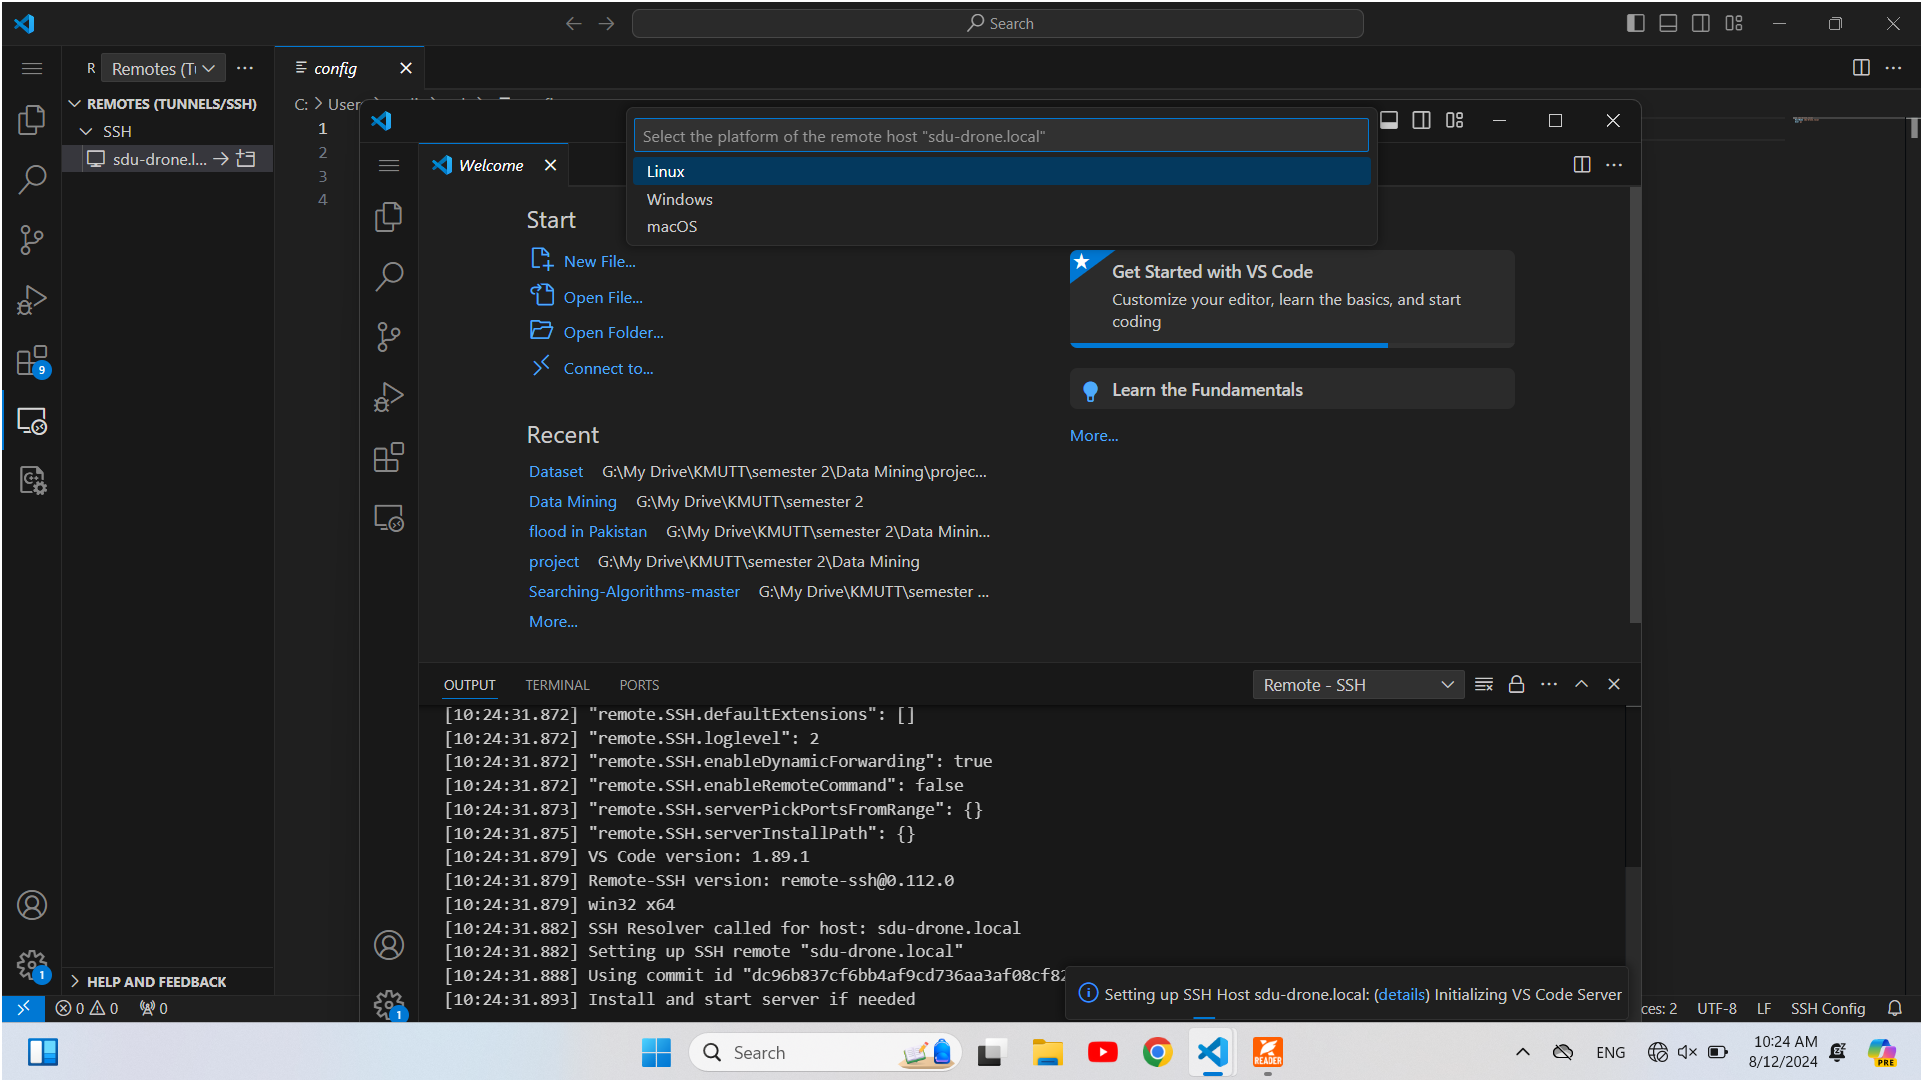 Search
R
Remotes (Tu
config
REMOTES (TUNNELS/SSH)
SSH
sdu-drone.l...
C:
Users
1
2
3
4
Select the platform of the remote host "sdu-drone.local"
Linux
Windows
macOS
Welcome
Start
New File...
Open File...
Open Folder...
Connect to...
Recent
Dataset G:\My Drive\KMUTT\semester 2\Data Mining\projec...
Data Mining G:\My Drive\KMUTT\semester 2
flood in Pakistan G:\My Drive\KMUTT\semester 2\Data Minin...
project G:\My Drive\KMUTT\semester 2\Data Mining
Searching-Algorithms-master G:\My Drive\KMUTT\semester ...
More...
Get Started with VS Code
Customize your editor, learn the basics, and start
coding
Learn the Fundamentals
More...
9
OUTPUT TERMINAL PORTS
Remote - SSH
[10:24:31.872] "remote.SSH.defaultExtensions": []
[10:24:31.872] "remote.SSH.loglevel": 2
[10:24:31.872] "remote.SSH.enableDynamicForwarding": true
[10:24:31.872] "remote.SSH.enableRemoteCommand": false
[10:24:31.873] "remote.SSH.serverPickPortsFromRange": {}
[10:24:31.875] "remote.SSH.serverInstallPath": {}
[10:24:31.879] VS Code version: 1.89.1
[10:24:31.879] Remote-SSH version: remote-ssh@0.112.0
[10:24:31.879] win32 x64
[10:24:31.882] SSH Resolver called for host: sdu-drone.local
[10:24:31.882] Setting up SSH remote "sdu-drone.local"
[10:24:31.888] Using commit id "dc96b837cf6bb4af9cd736aa3af08cf82
[10:24:31.893] Install and start server if needed
Setting up SSH Host sdu-drone.local: (details) Initializing VS Code Server
1
1
HELP AND FEEDBACK
0 0 0
ces: 2 UTF-8 LF SSH Config
Search
READER
ENG
10:24 AM
8/12/2024
PRE